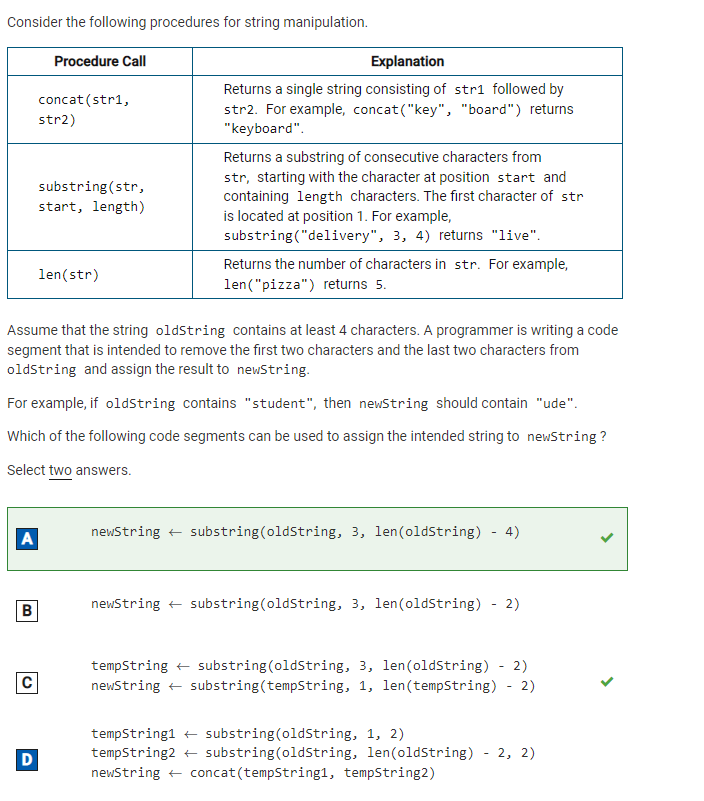 Consider the following procedures for string manipulation.
Procedure Call
Explanation
concat(str1,
str2)
Returns a single string consisting of str1 followed by
str2. For example, concat("key", "board") returns
"keyboard".
substring(str,
start, length)
Returns a substring of consecutive characters from
str, starting with the character at position start and
containing length characters. The first character of str
is located at position 1. For example,
substring("delivery", 3, 4) returns "live".
len(str)
Returns the number of characters in str. For example,
len("pizza") returns 5.
Assume that the string oldString contains at least 4 characters. A programmer is writing a code
segment that is intended to remove the first two characters and the last two characters from
oldString and assign the result to newString.
For example, if oldString contains "student", then newString should contain "ude".
Which of the following code segments can be used to assign the intended string to newString ?
Select two answers.
A
newString ← substring(oldString, 3, len(oldString) - 4)
B
newString ← substring(oldString, 3, len(oldString) - 2)
C
tempString ← substring(oldString, 3, len(oldString) - 2)
newString ← substring(tempString, 1, len(tempString) - 2)
D
tempString1 ← substring(oldString, 1, 2)
tempString2 ← substring(oldString, len(oldString) - 2, 2)
newString ← concat(tempString1, tempString2)